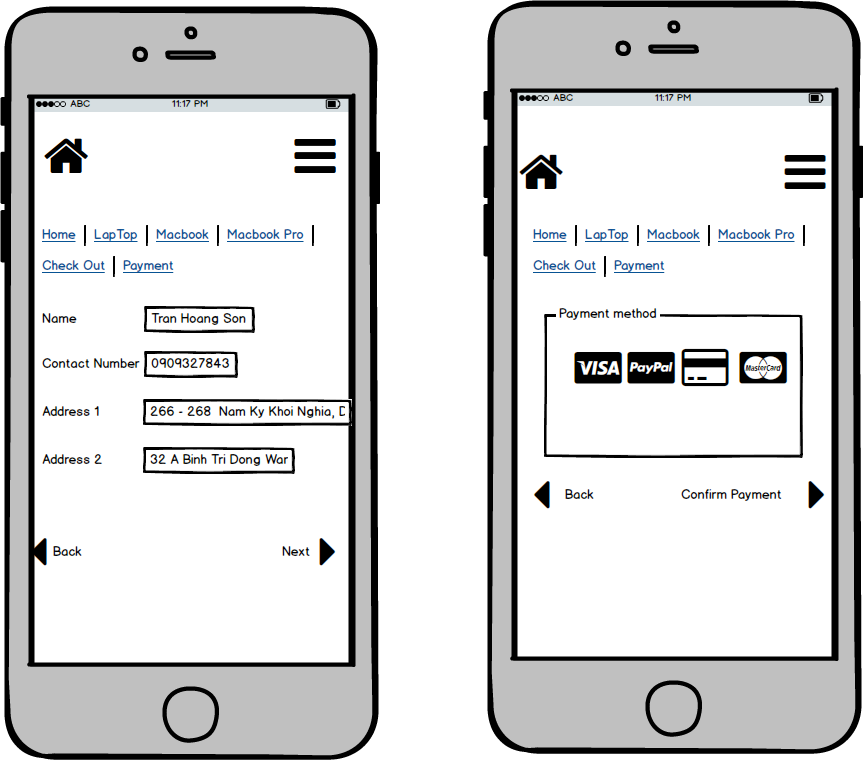 ABC 11:17 PM
Home | LapTop | Macbook | Macbook Pro |
Check Out | Payment
Name Tran Hoang Son
Contact Number 0909327843
Address 1 266 - 268 Nam Ky Khoi Nghia, D
Address 2 32 A Binh Tri Dong War
Back Next
ABC 11:17 PM
Home | LapTop | Macbook | Macbook Pro |
Check Out | Payment
Payment method
VISA PayPal MasterCard
Back Confirm Payment